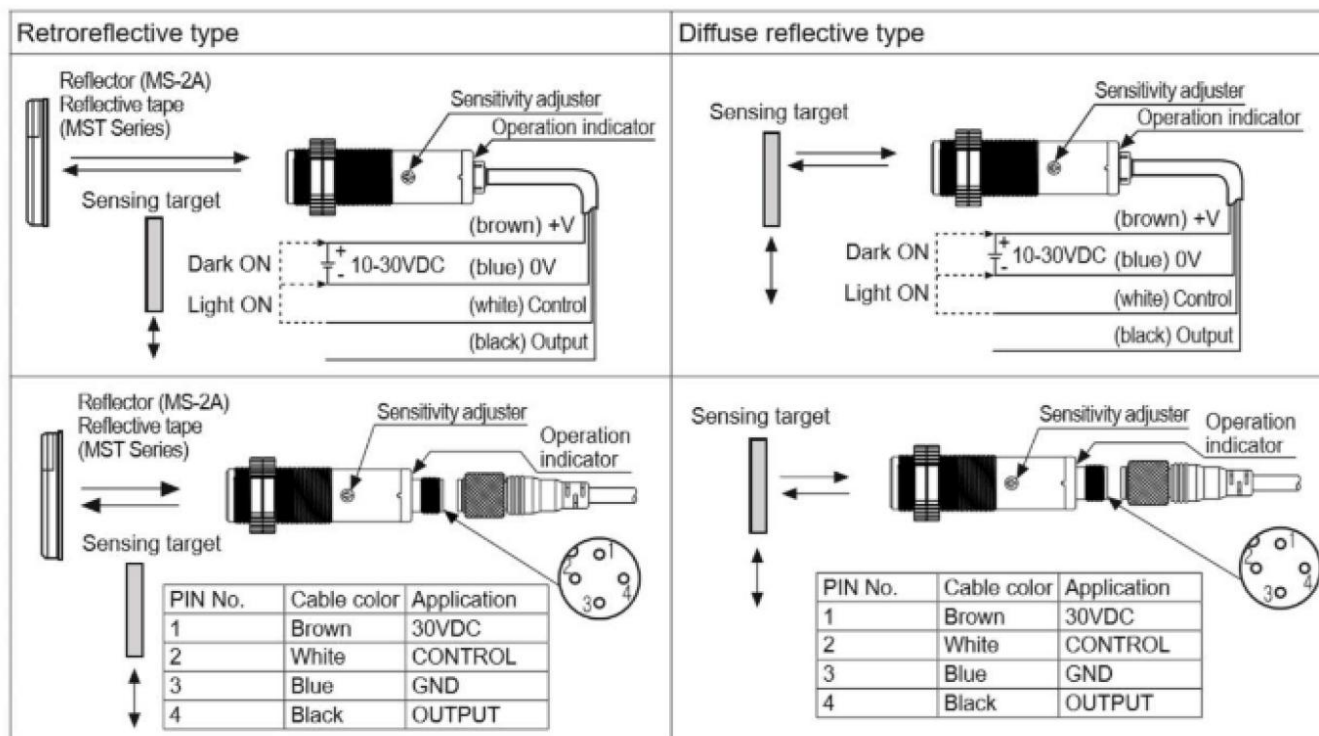 Retroreflective type
Reflector (MS-2A)
Reflective tape
(MST Series)
Sensitivity adjuster
Operation indicator
Sensing target
(brown) +V
Dark ON
+
10-30VDC
-
(blue) 0V
Light ON
(white) Control
(black) Output
Diffuse reflective type
Sensing target
Sensitivity adjuster
Operation indicator
(brown) +V
Dark ON
+
10-30VDC
-
(blue) 0V
Light ON
(white) Control
(black) Output
Reflector (MS-2A)
Reflective tape
(MST Series)
Sensitivity adjuster
Operation
indicator
Sensing target
1
2
4
3
PIN No. Cable color Application
1 Brown 30VDC
2 White CONTROL
3 Blue GND
4 Black OUTPUT
Sensing target
Sensitivity adjuster
Operation
indicator
1
2
4
3
PIN No. Cable color Application
1 Brown 30VDC
2 White CONTROL
3 Blue GND
4 Black OUTPUT